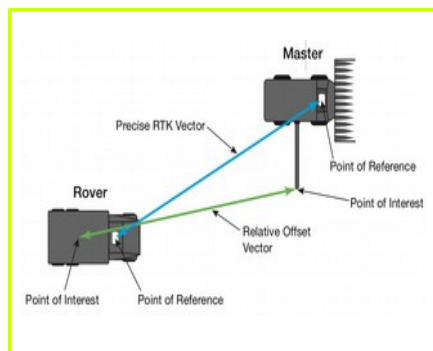 Master
Precise RTK Vector
Point of Reference
Rover
Point of Interest
Relative Offset
Vector
Point of Interest
Point of Reference